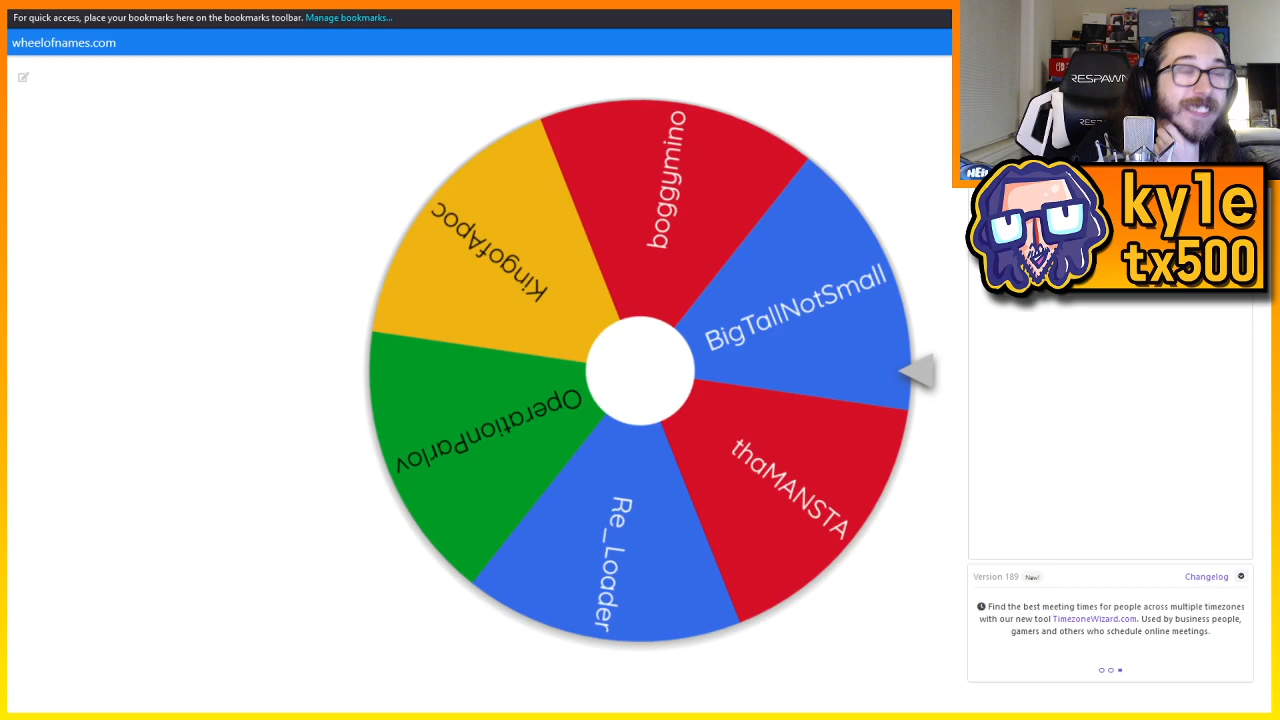 For quick access, place your bookmarks here on the bookmarks toolbar. Manage bookmarks...
wheelofnames.com
boggymino
KingofApoc
BigTallNotSmall
OperationParlov
thaMANSTA
Re_Loader
RESPAWN
kyle
tx500
Version 189 New!
Changelog
Find the best meeting times for people across multiple timezones
with our new tool TimezoneWizard.com. Used by business people,
gamers and others who schedule online meetings.